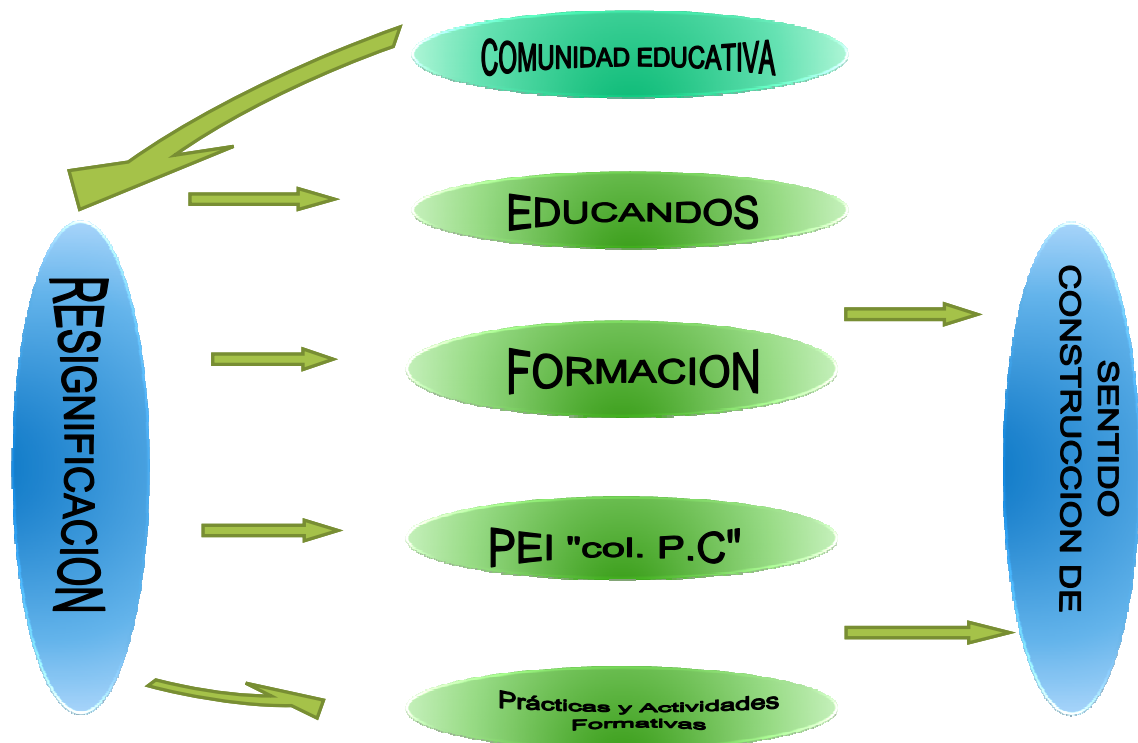 COMUNIDAD EDUCATIVA
EDUCANDOS
RESIGNIFICACION
FORMACION
PEI "col. P.C"
Prácticas y Actividades
Formativas
CONSTRUCCION DE
SENTIDO